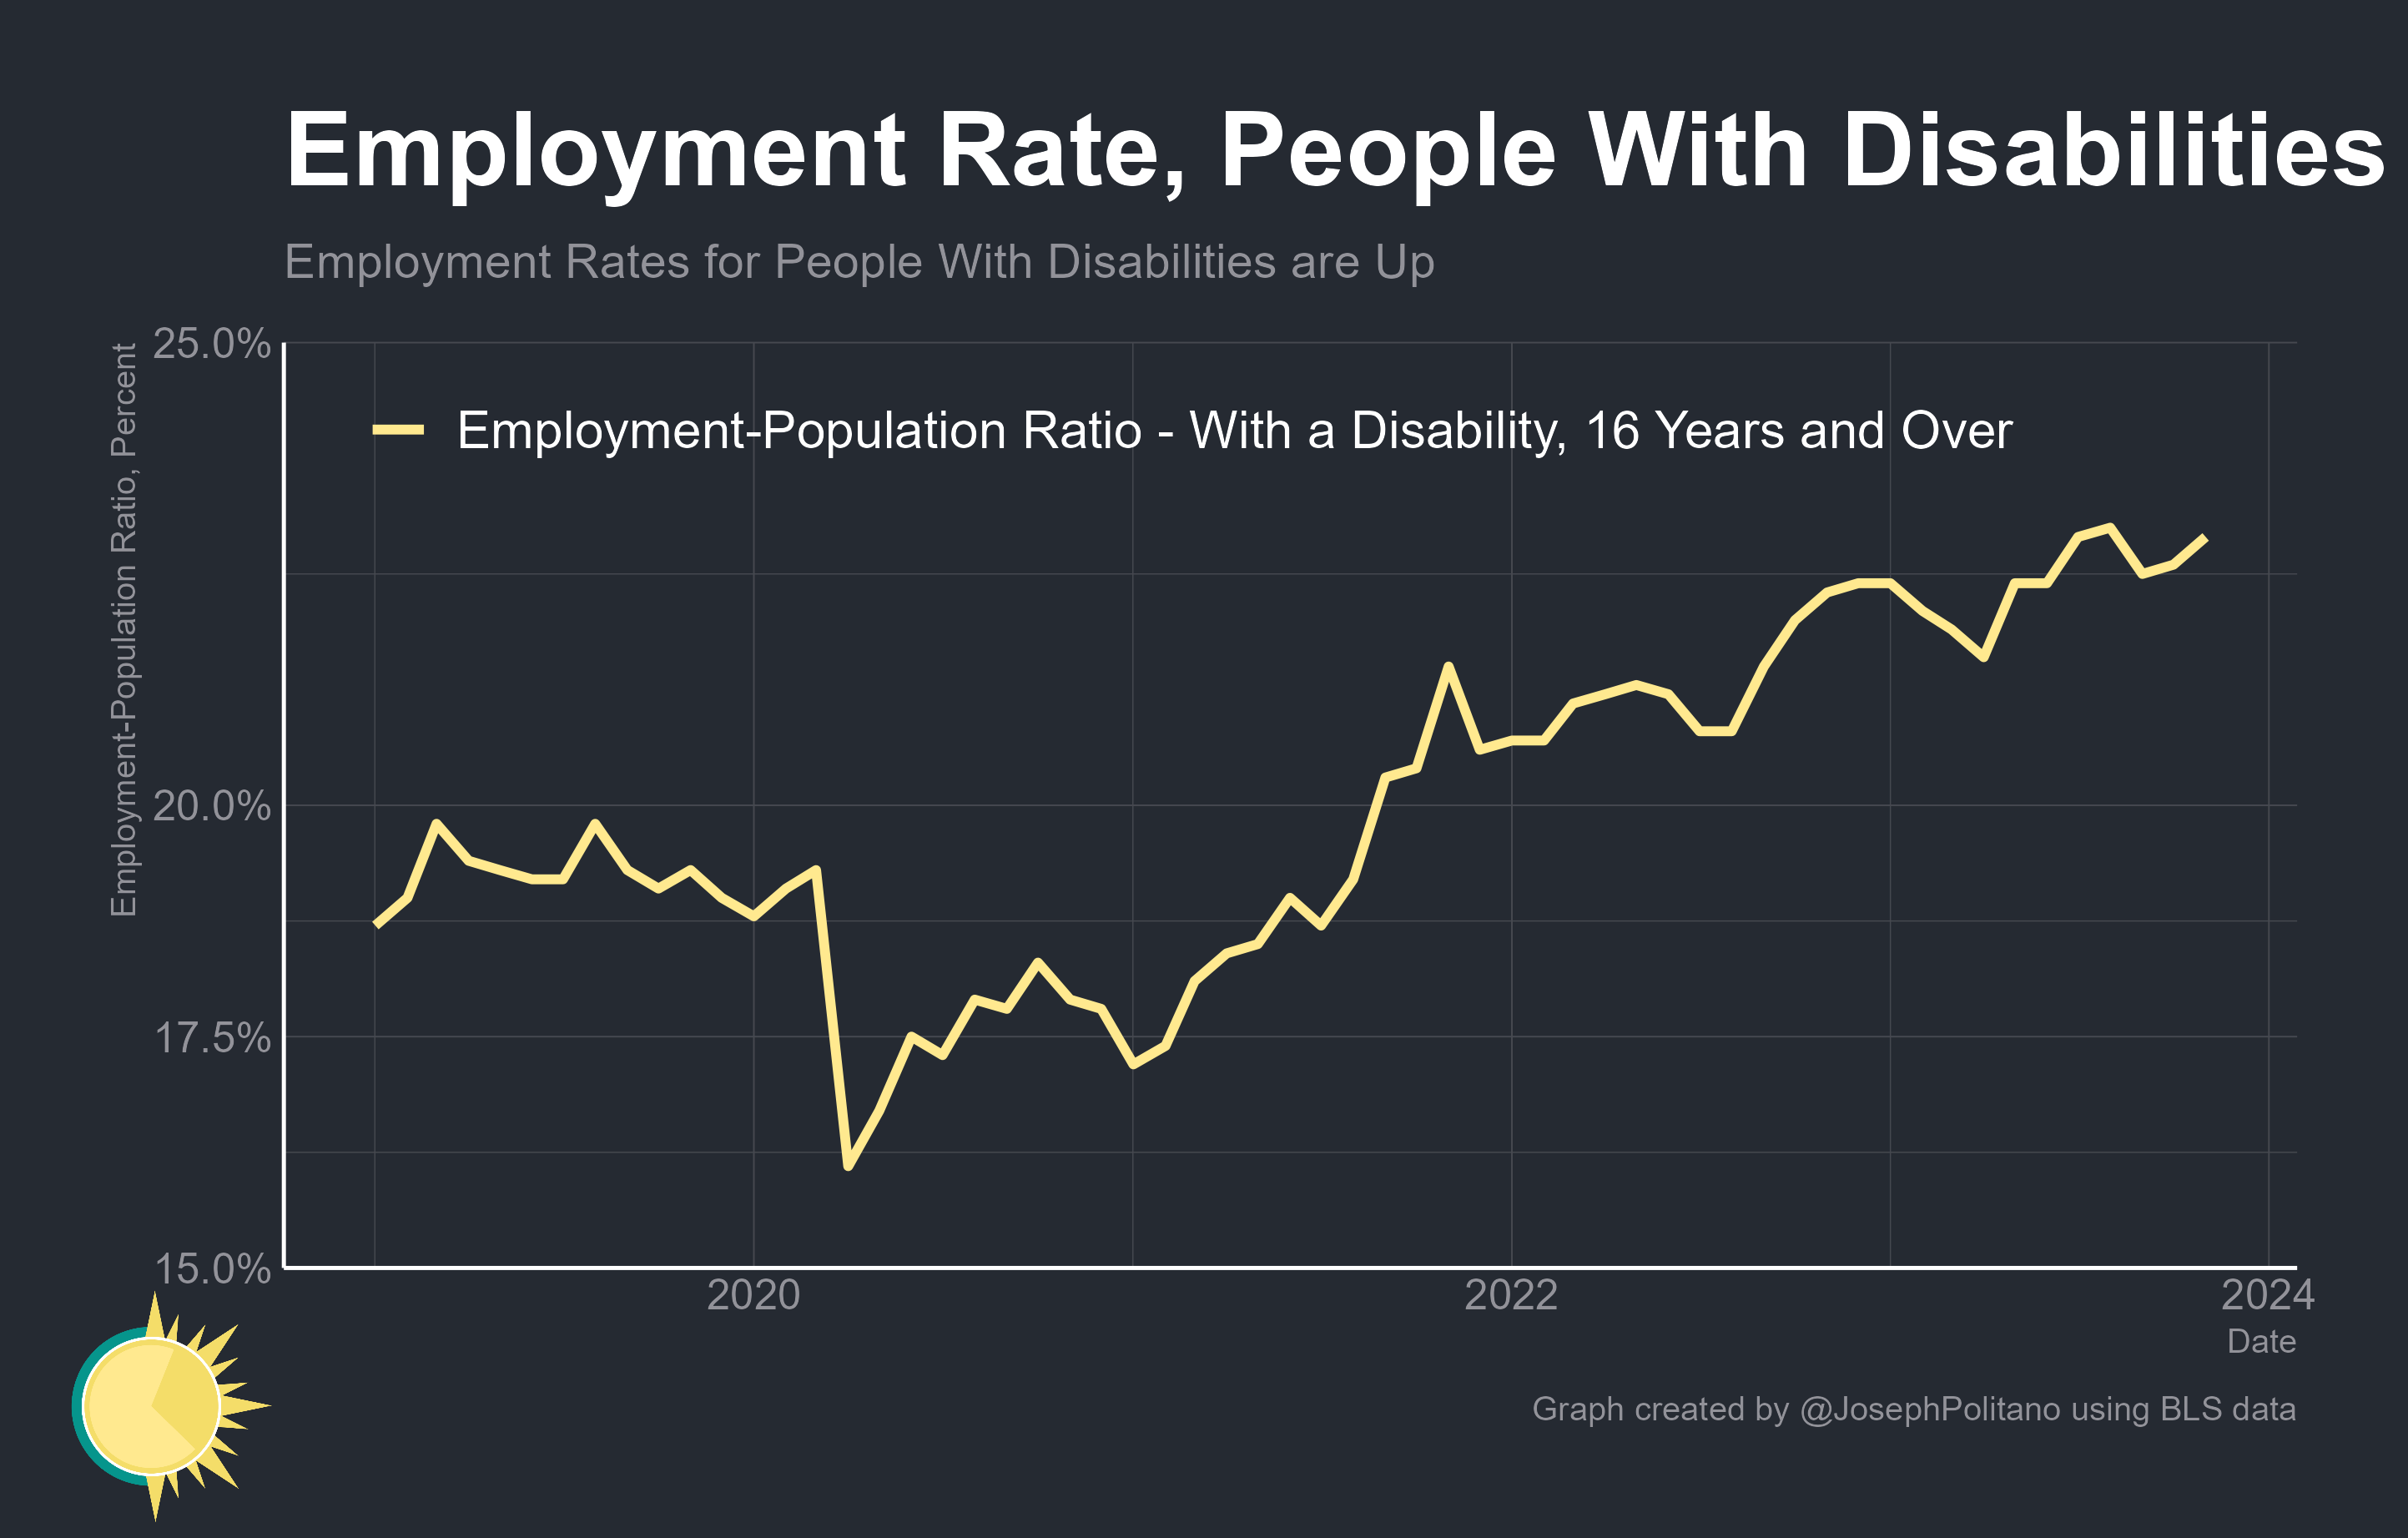 Employment Rate, People With Disabilities
Employment Rates for People With Disabilities are Up
Employment-Population Ratio, Percent
25.0%
Employment-Population Ratio - With a Disability, 16 Years and Over
20.0%
17.5%
15.0%
2020
2022
2024
Date
Graph created by @JosephPolitano using BLS data